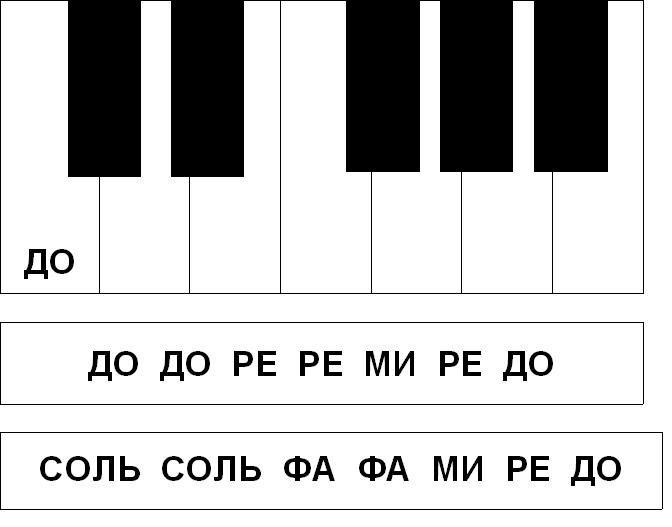 ДО
ДО ДО РЕ РЕ МИ РЕ ДО
СОЛЬ СОЛЬ ФА ФА МИ РЕ ДО